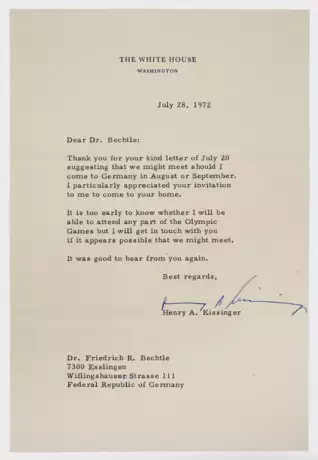 THE WHITE HOUSE
WASHINGTON
July 28, 1972
Dear Dr. Bechtle:
Thank you for your kind letter of July 20
suggesting that we might meet should I
come to Germany in August or September.
I particularly appreciated your invitation
to me to come to your home.
It is too early to know whether I will be
able to attend any part of the Olympic
Games but I will get in touch with you
if it appears possible that we might meet.
It was good to hear from you again.
Best regards,
Henry A. Kissinger
Dr. Friedrich R. Bechtle
7300 Esslingen
Wiflingshauser Strasse 111
Federal Republic of Germany